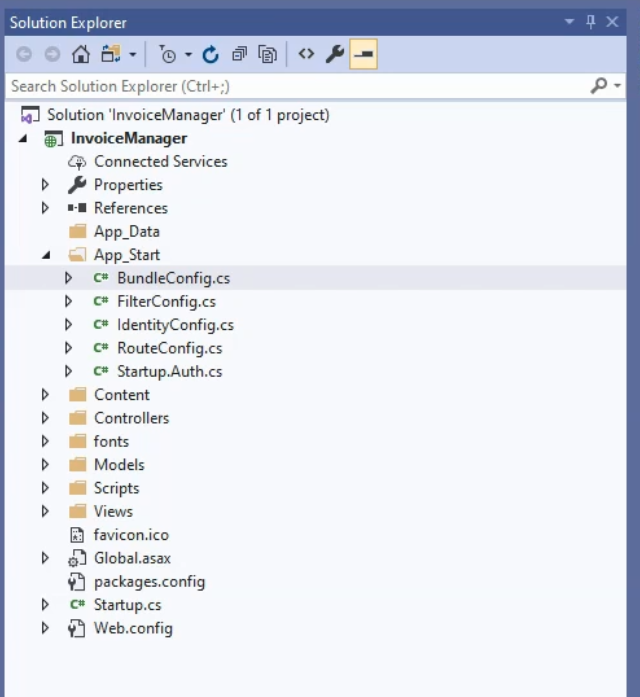 Solution Explorer
Search Solution Explorer (Ctrl+;)
Solution 'InvoiceManager' (1 of 1 project)
InvoiceManager
Connected Services
Properties
References
App_Data
App_Start
C# BundleConfig.cs
C# FilterConfig.cs
C# IdentityConfig.cs
C# RouteConfig.cs
C# Startup.Auth.cs
Content
Controllers
fonts
Models
Scripts
Views
favicon.ico
Global.asax
packages.config
C# Startup.cs
Web.config